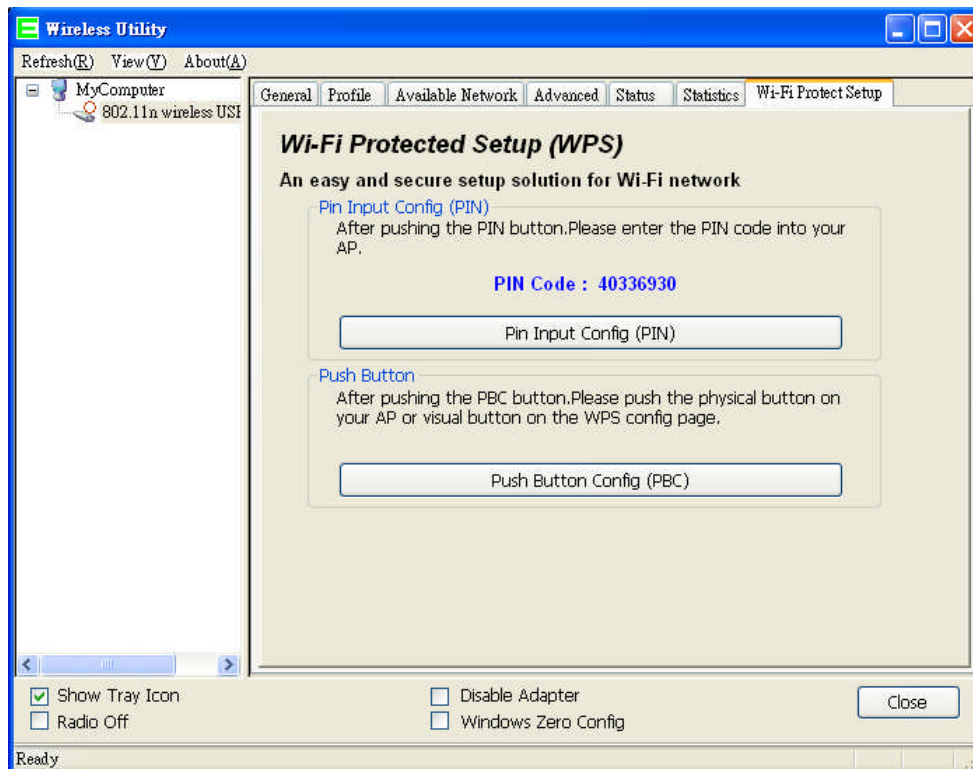 Wireless Utility
Refresh(R) View(V) About(A)
MyComputer
802.11n wireless USB
General Profile Available Network Advanced Status Statistics Wi-Fi Protect Setup
Wi-Fi Protected Setup (WPS)
An easy and secure setup solution for Wi-Fi network
Pin Input Config (PIN)
After pushing the PIN button.Please enter the PIN code into your
AP.
PIN Code : 40336930
Pin Input Config (PIN)
Push Button
After pushing the PBC button.Please push the physical button on
your AP or visual button on the WPS config page.
Push Button Config (PBC)
Show Tray Icon
Radio Off
Disable Adapter
Windows Zero Config
Close
Ready